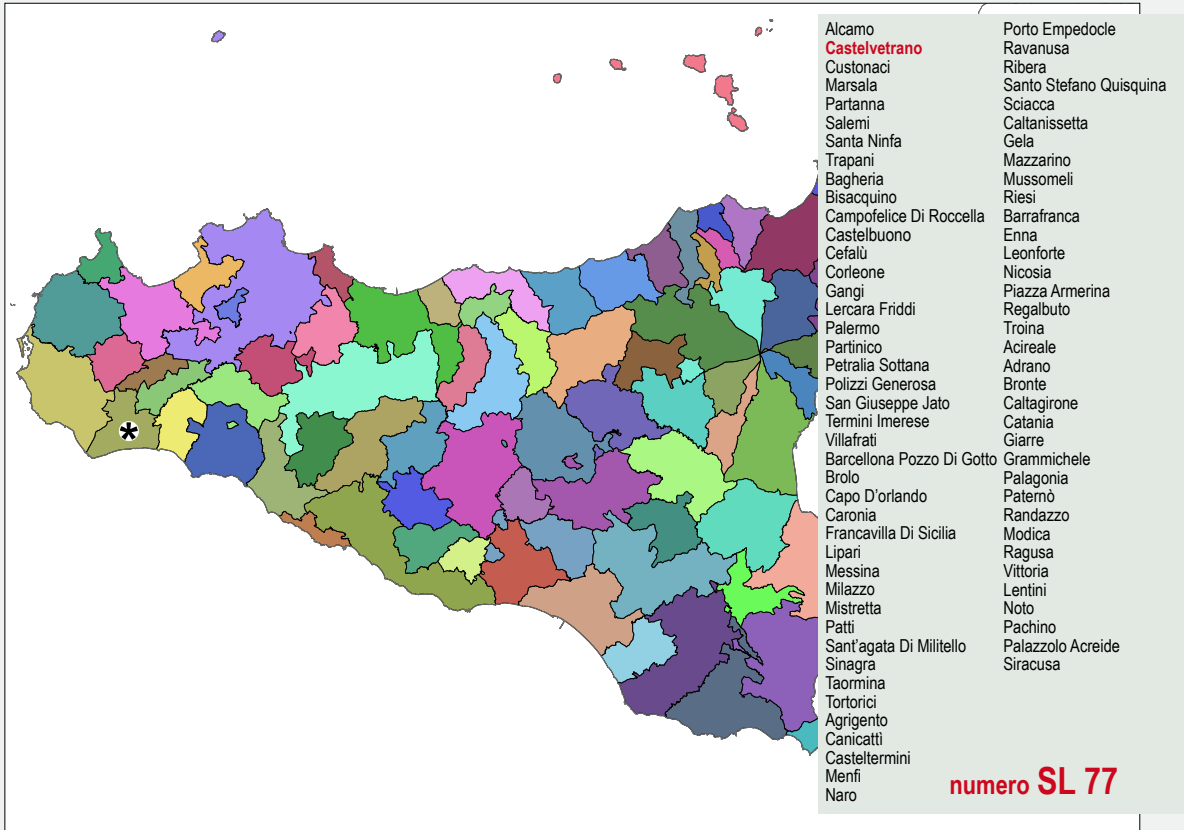 Alcamo
Castelvetrano
Custonaci
Marsala
Partanna
Salemi
Santa Ninfa
Trapani
Bagheria
Bisacquino
Campofelice Di Roccella
Castelbuono
Cefalù
Corleone
Gangi
Lercara Friddi
Palermo
Partinico
Petralia Sottana
Polizzi Generosa
San Giuseppe Jato
Termini Imerese
Villafrati
Barcellona Pozzo Di Gotto
Brolo
Capo D'orlando
Caronia
Francavilla Di Sicilia
Lipari
Messina
Milazzo
Mistretta
Patti
Sant'agata Di Militello
Sinagra
Taormina
Tortorici
Agrigento
Canicattì
Casteltermini
Menfi
Naro
Porto Empedocle
Ravanusa
Ribera
Santo Stefano Quisquina
Sciacca
Caltanissetta
Gela
Mazzarino
Mussomeli
Riesi
Barrafranca
Enna
Leonforte
Nicosia
Piazza Armerina
Regalbuto
Troina
Acireale
Adrano
Bronte
Caltagirone
Catania
Giarre
Grammichele
Palagonia
Paternò
Randazzo
Modica
Ragusa
Vittoria
Lentini
Noto
Pachino
Palazzolo Acreide
Siracusa
numero SL 77
*